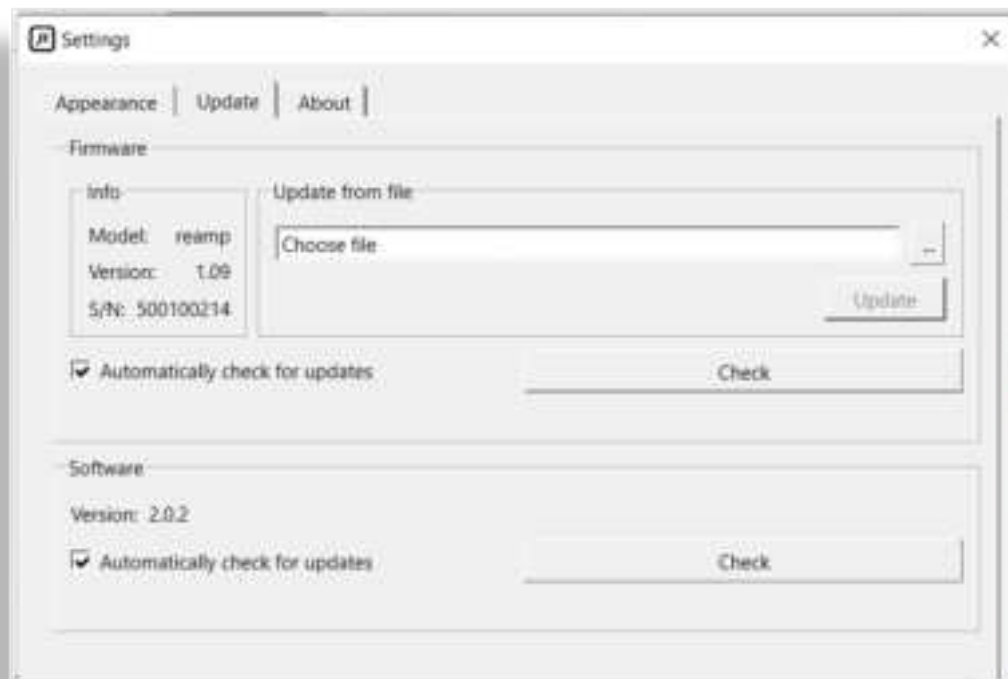 Settings
Appearance Update About
Firmware
Info
Model: reamp
Version: 1.09
S/N: 500100214
Update from file
Choose file
...
Update
Automatically check for updates Check
Software
Version: 2.0.2
Automatically check for updates Check